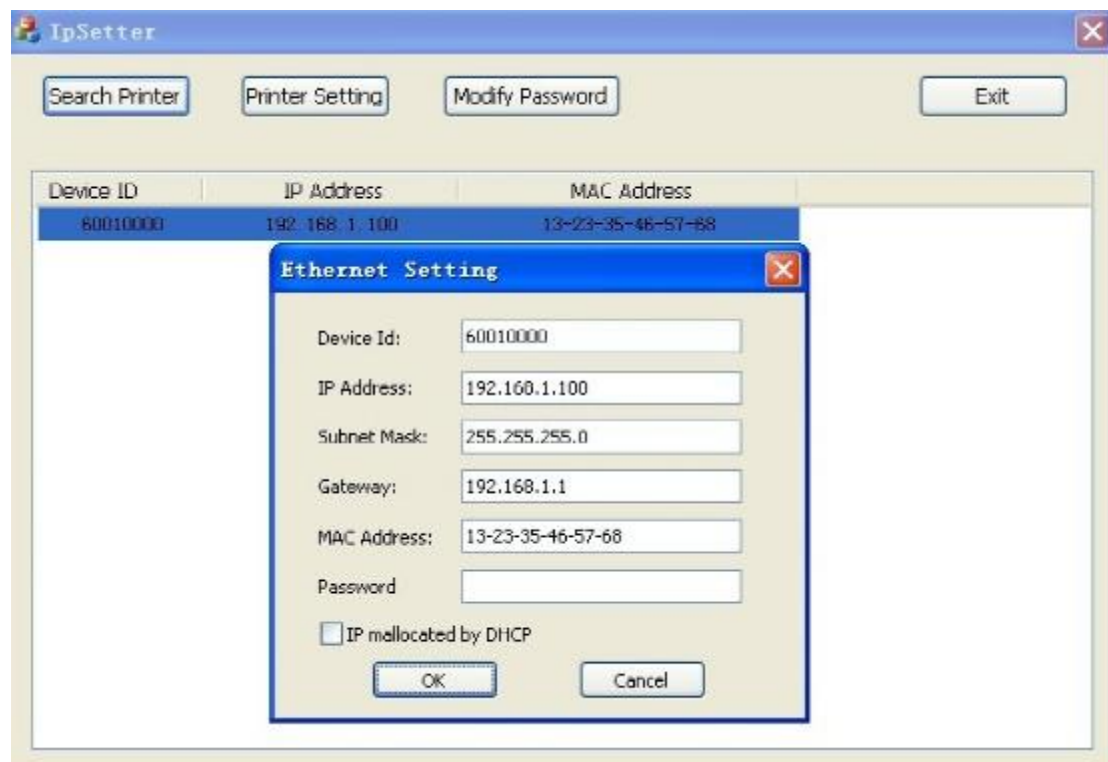 IpSetter
Search Printer Printer Setting Modify Password Exit
Device ID IP Address MAC Address
60010000 192.168.1.100 13-23-35-46-57-68
Ethernet Setting
Device Id: 60010000
IP Address: 192.168.1.100
Subnet Mask: 255.255.255.0
Gateway: 192.168.1.1
MAC Address: 13-23-35-46-57-68
Password
IP mallocated by DHCP
OK Cancel